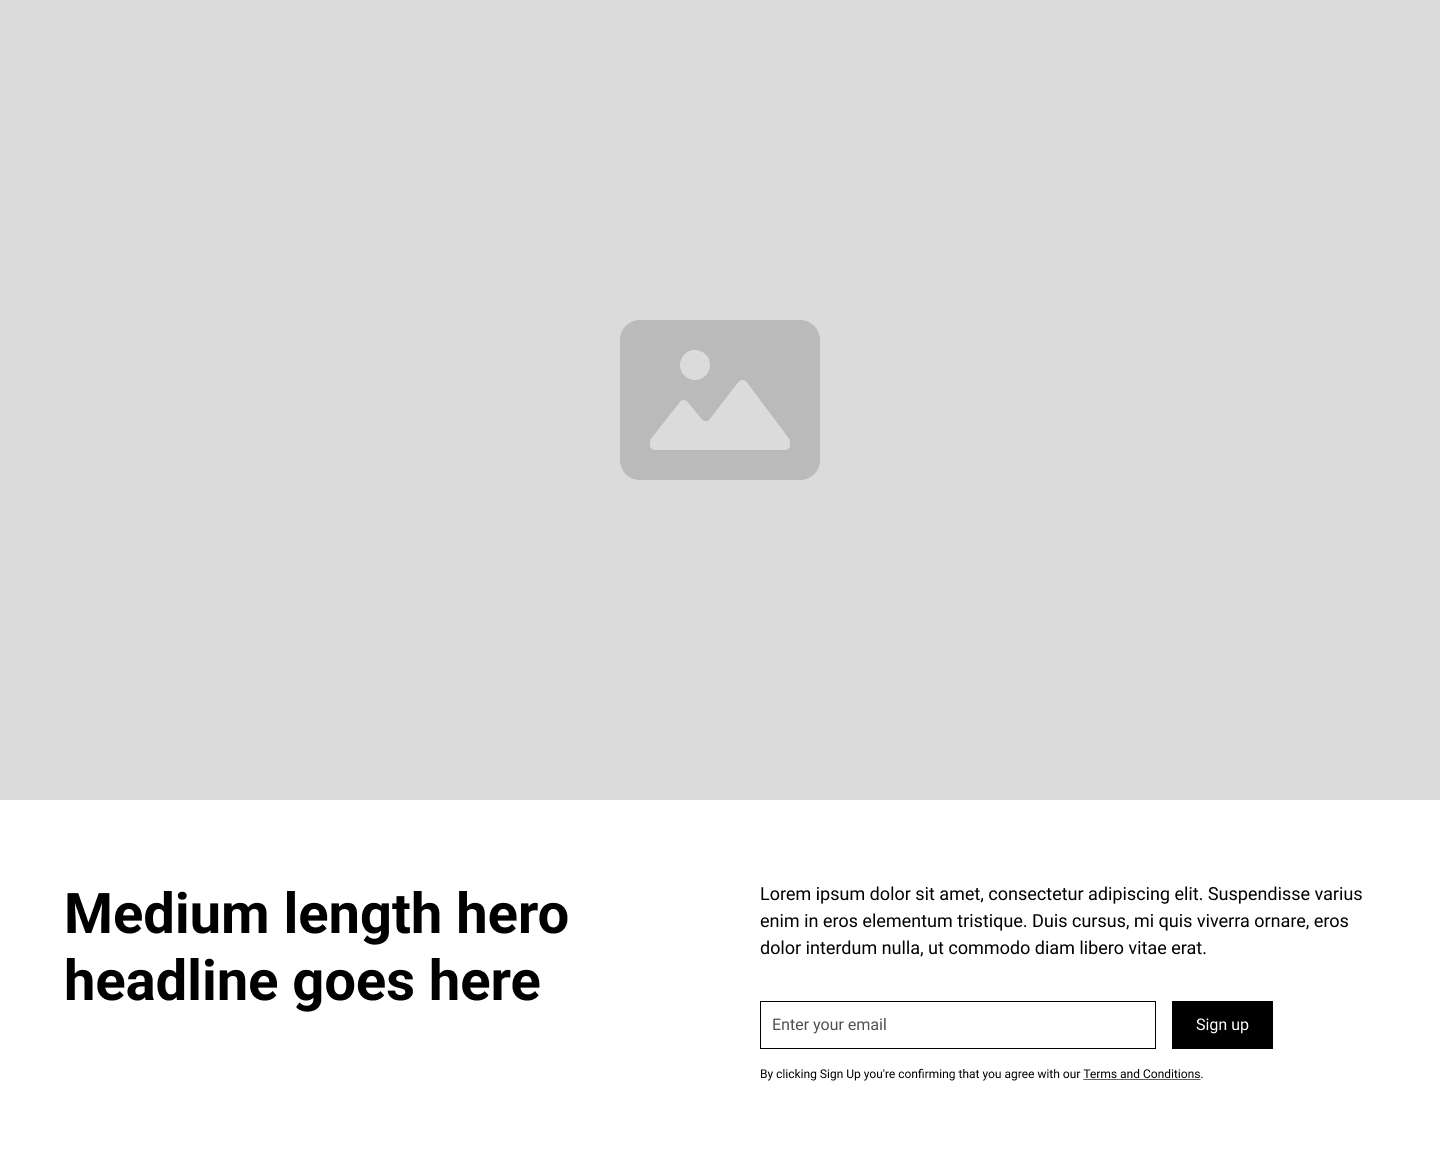 Medium length hero
headline goes here
Lorem ipsum dolor sit amet, consectetur adipiscing elit. Suspendisse varius
enim in eros elementum tristique. Duis cursus, mi quis viverra ornare, eros
dolor interdum nulla, ut commodo diam libero vitae erat.
Enter your email
Sign up
By clicking Sign Up you're confirming that you agree with our Terms and Conditions.